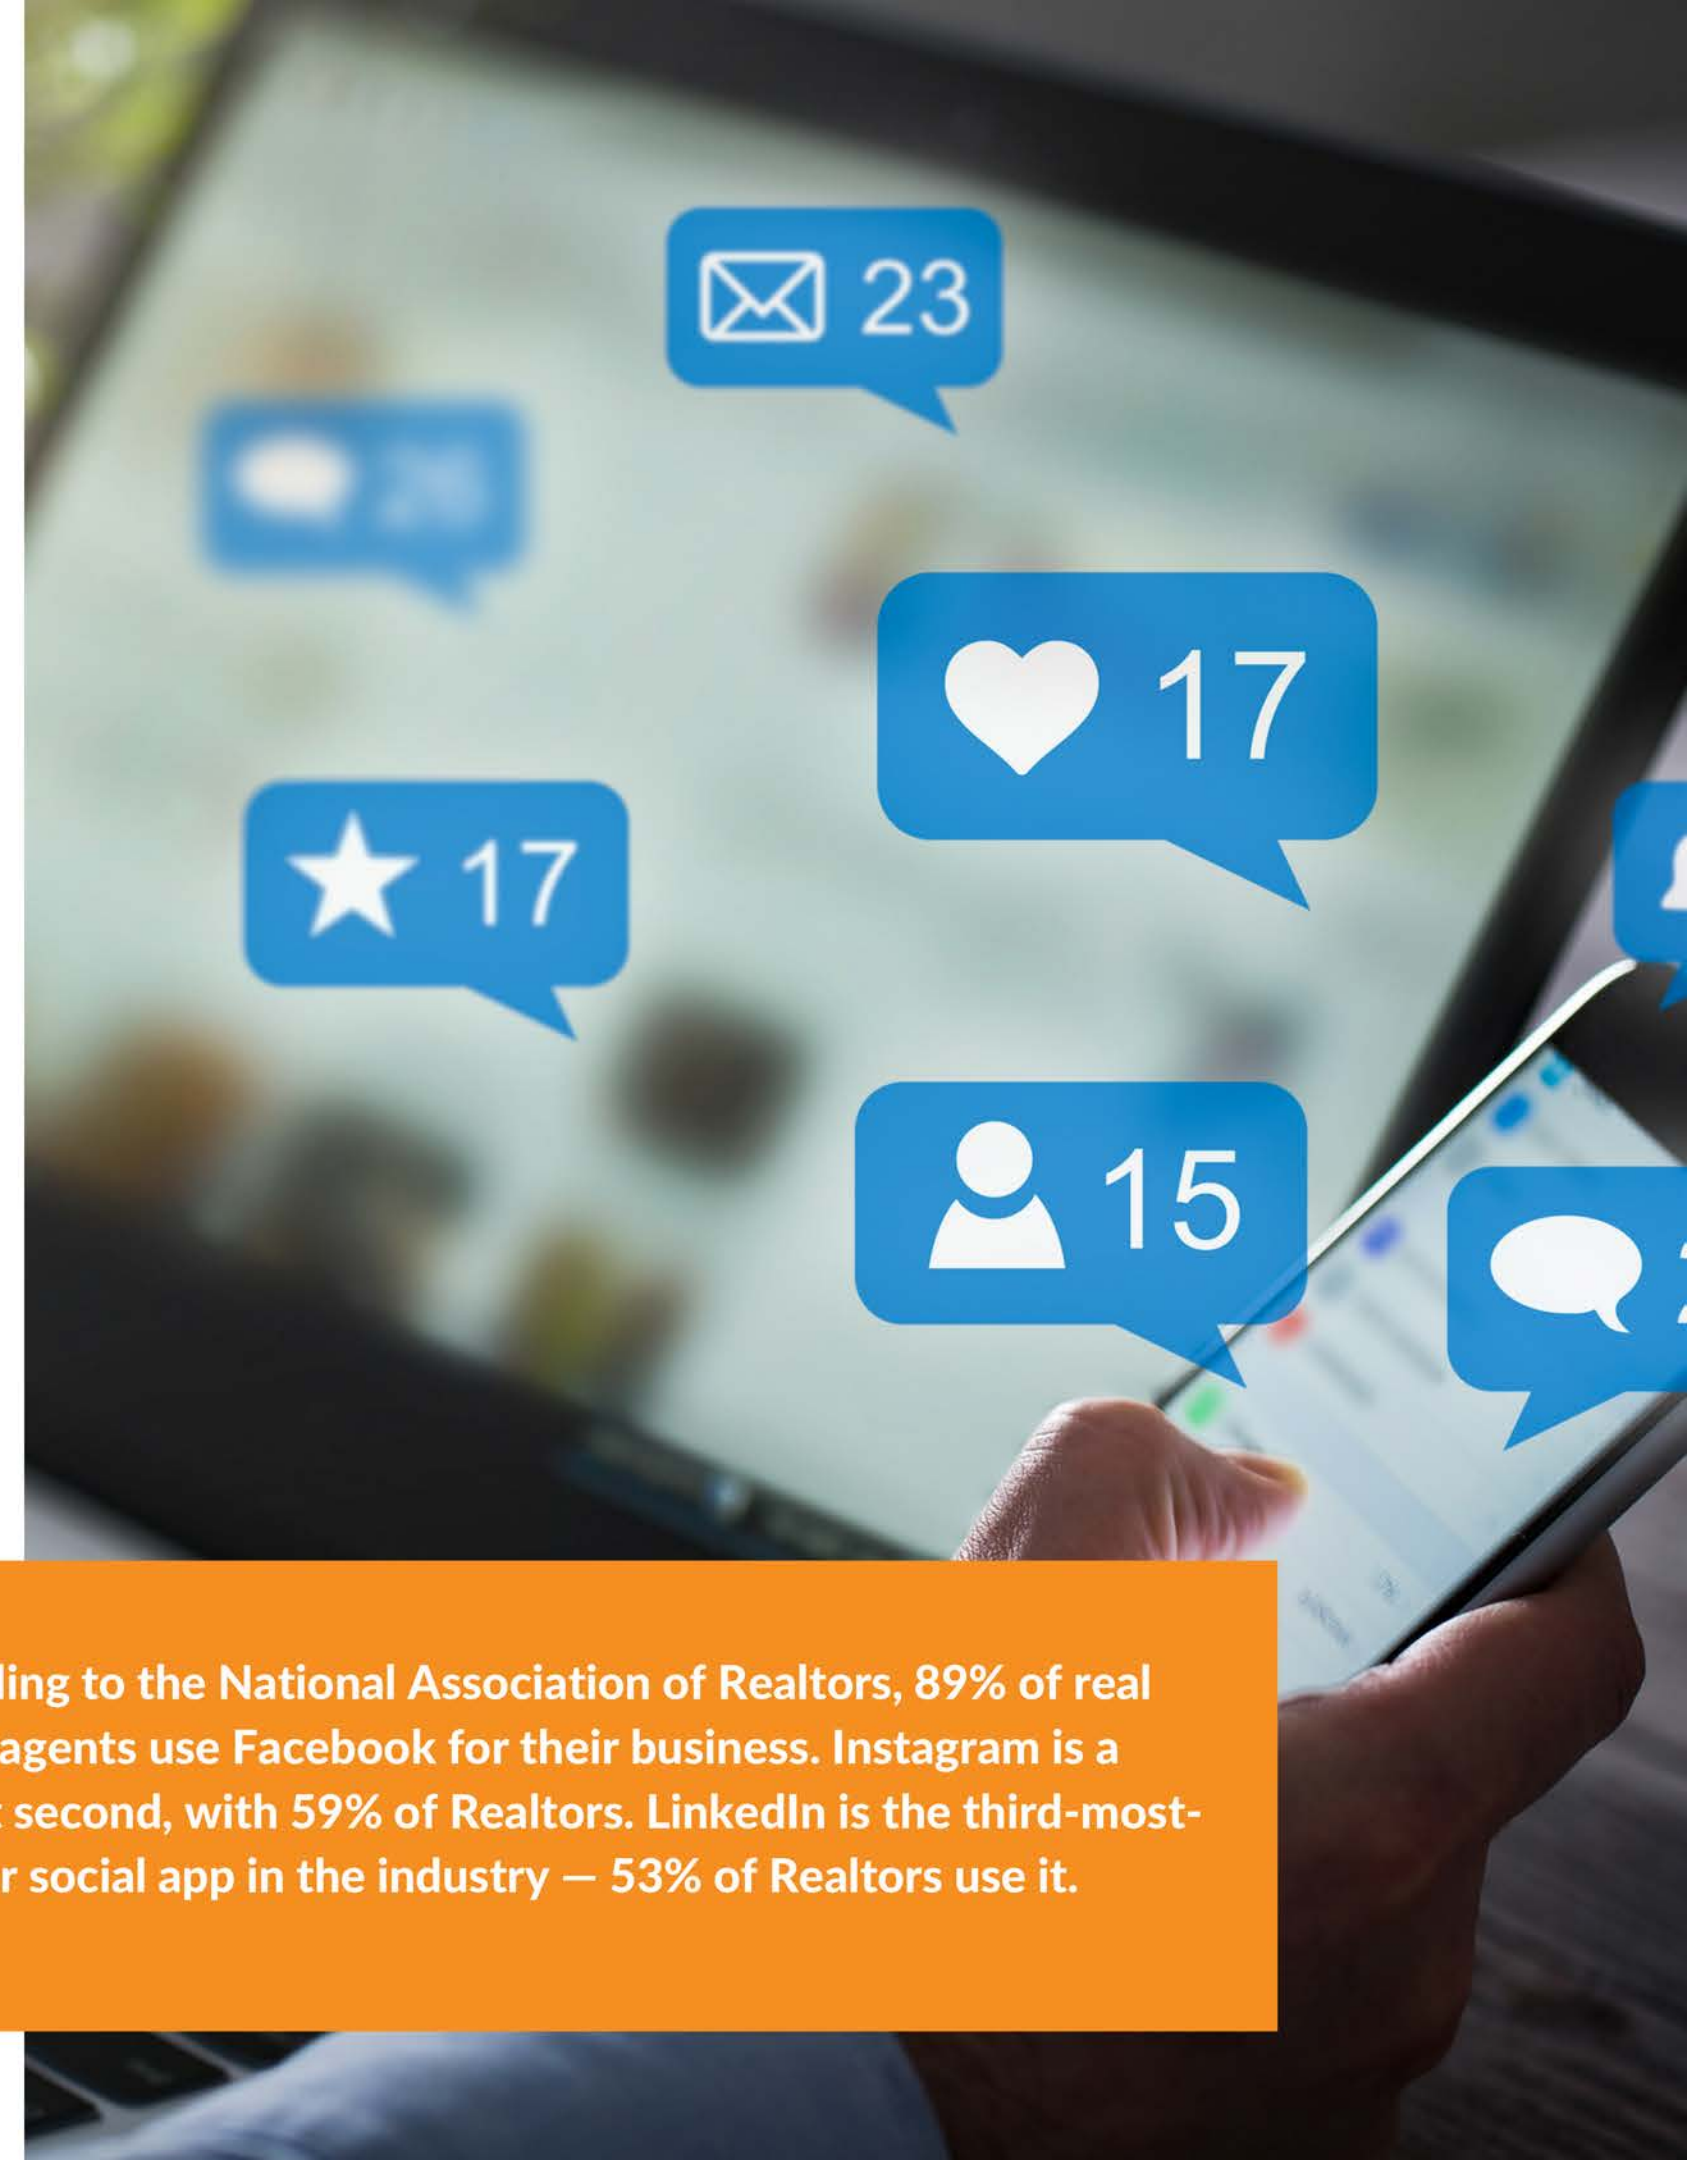 23
17
17
15
ling to the National Association of Realtors, 89% of real
agents use Facebook for their business. Instagram is a
second, with 59% of Realtors. LinkedIn is the third-most-
r social app in the industry — 53% of Realtors use it.